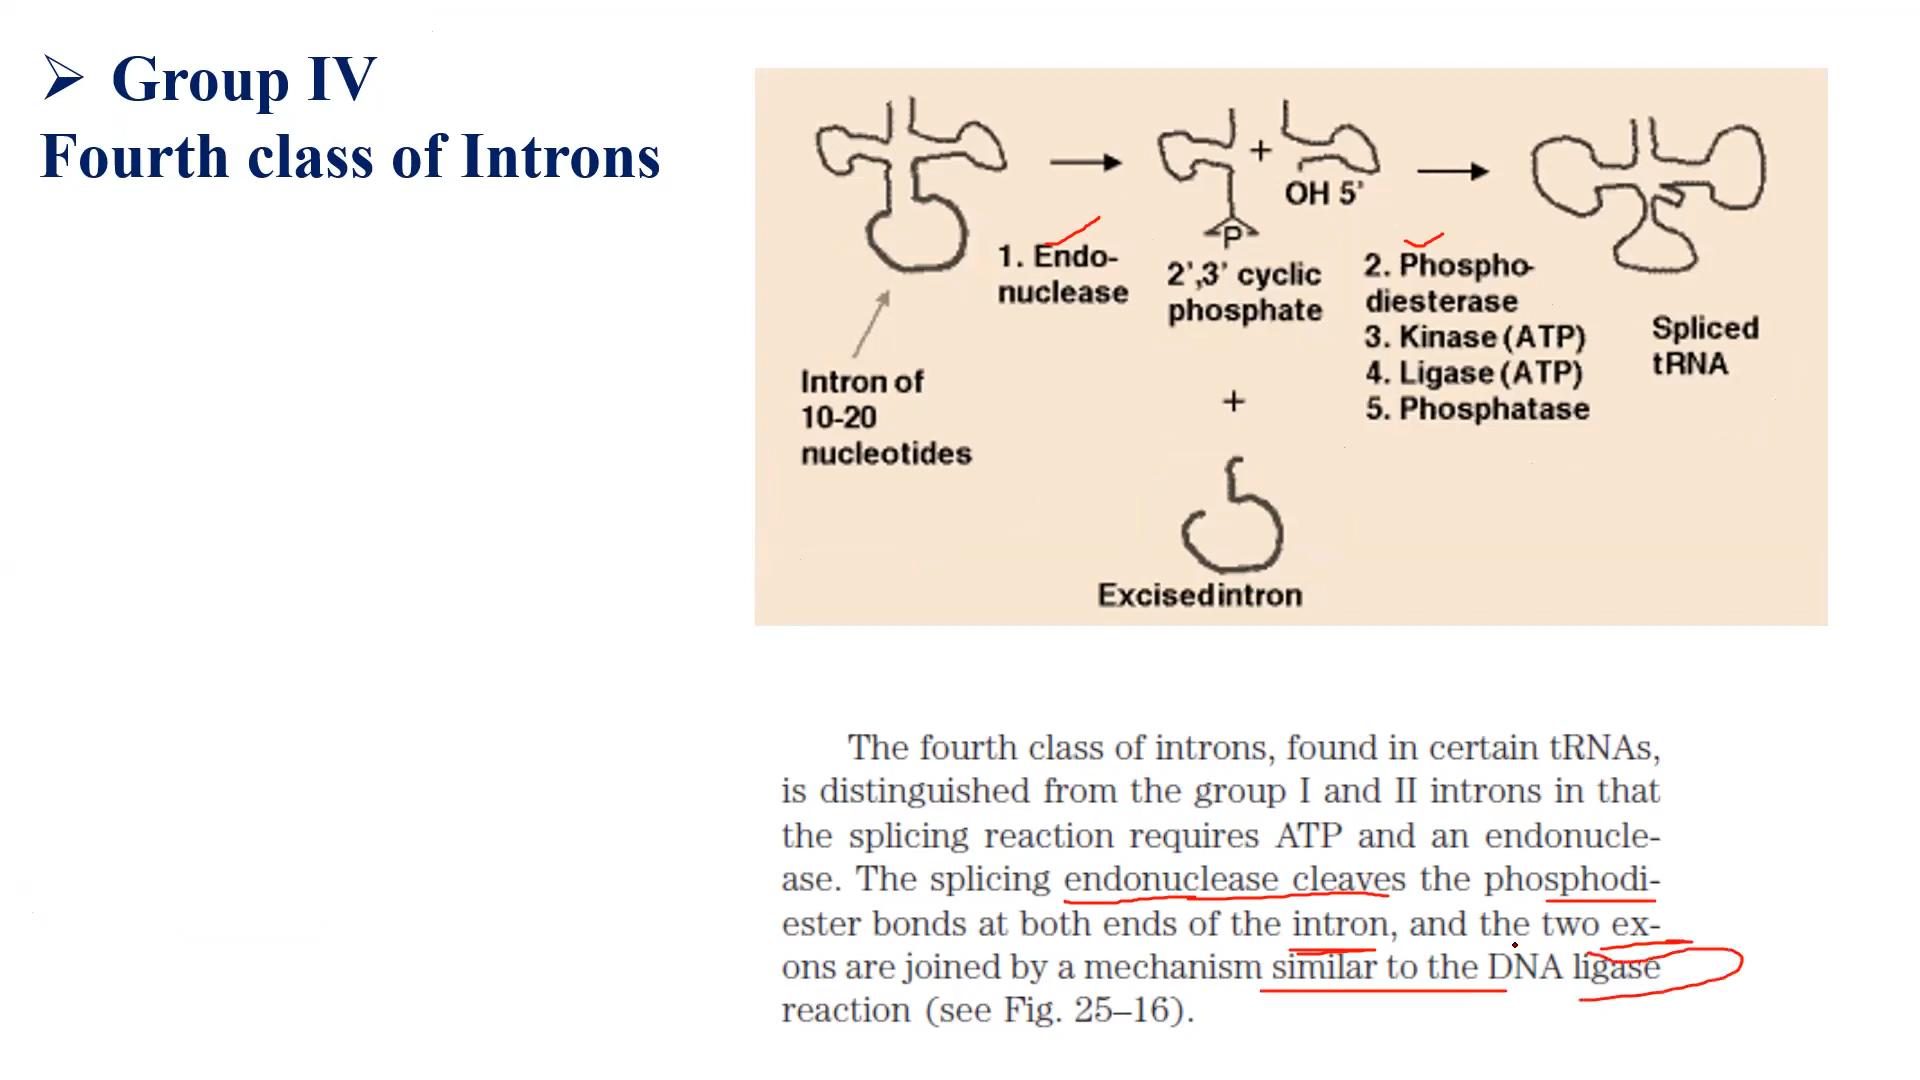 ➢ Group IV
Fourth class of Introns
+
OH 5'
P
1. Endo-
nuclease
2',3' cyclic
phosphate
2. Phospho-
diesterase
3. Kinase (ATP)
4. Ligase (ATP)
5. Phosphatase
Spliced
tRNA
Intron of
10-20
nucleotides
+
Excised intron
The fourth class of introns, found in certain tRNAs,
is distinguished from the group I and II introns in that
the splicing reaction requires ATP and an endonucle-
ase. The splicing endonuclease cleaves the phosphodi-
ester bonds at both ends of the intron, and the two ex-
ons are joined by a mechanism similar to the DNA ligase
reaction (see Fig. 25–16).